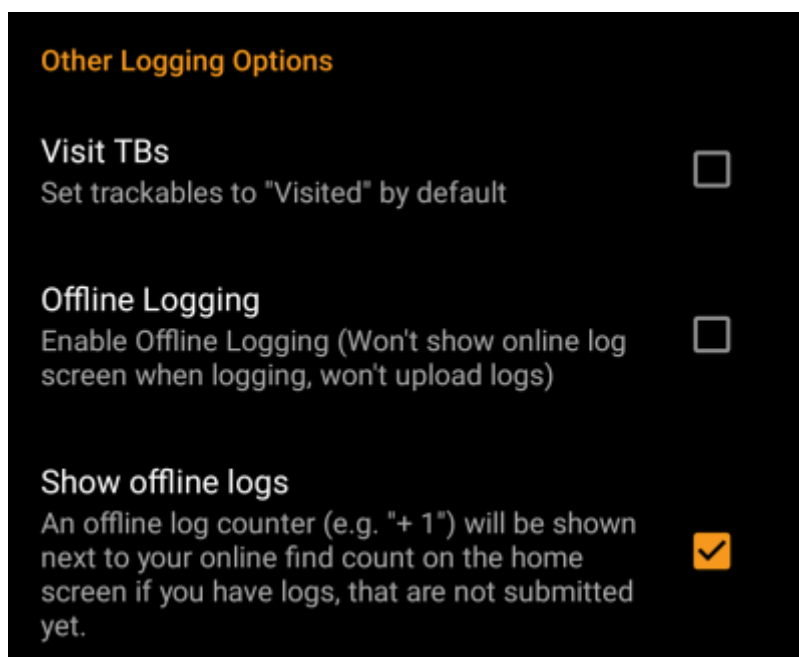 Other Logging Options
Visit TBs
Set trackables to "Visited" by default
Offline Logging
Enable Offline Logging (Won't show online log
screen when logging, won't upload logs)
Show offline logs
An offline log counter (e.g. "+ 1") will be shown
next to your online find count on the home
screen if you have logs, that are not submitted
yet.